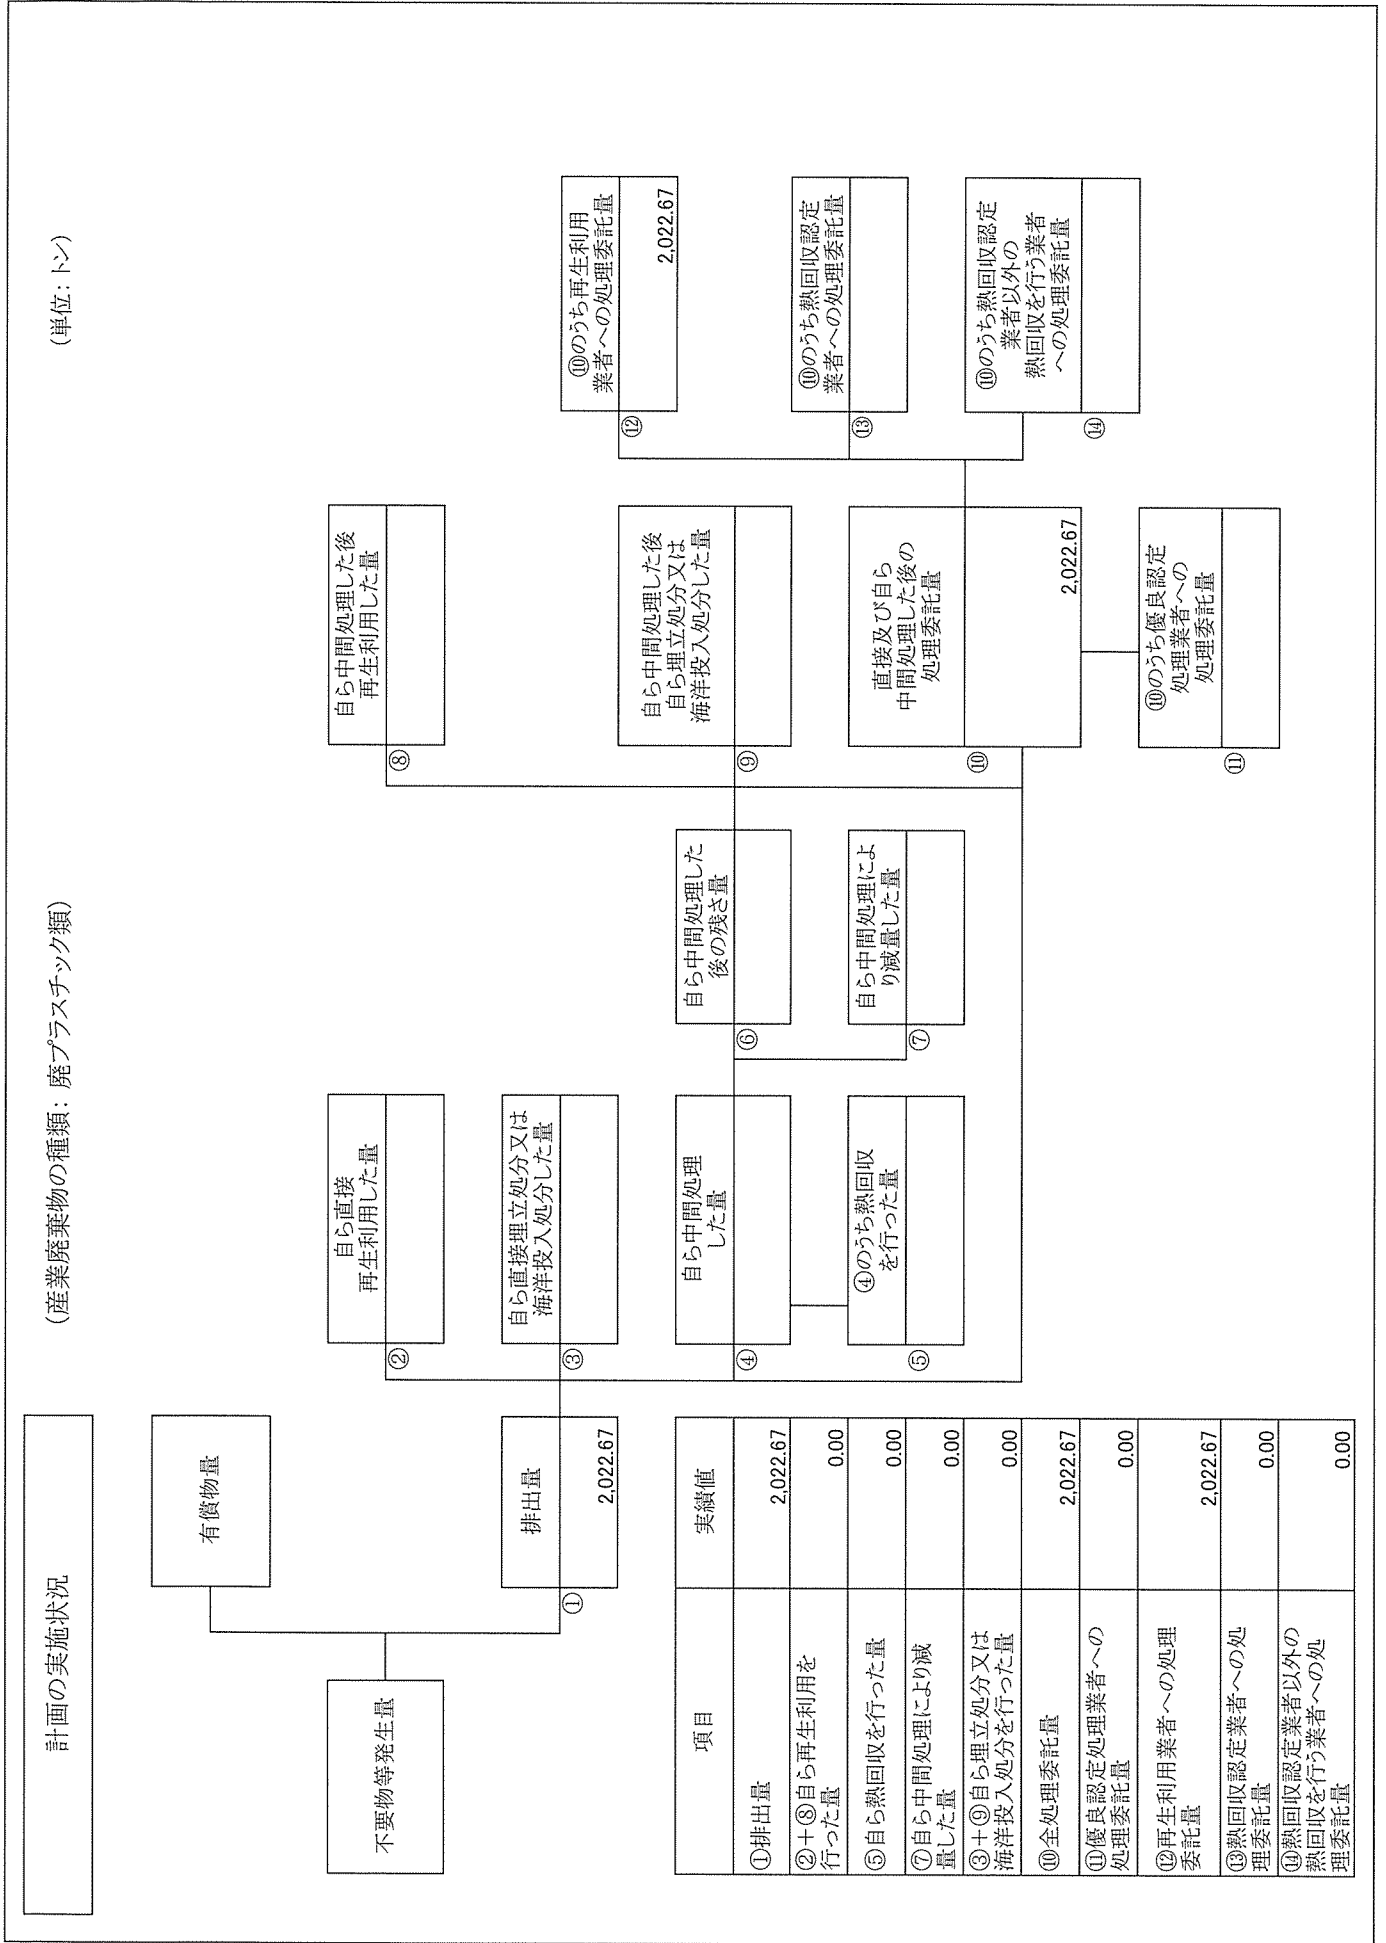 計画の実施状況
(産業廃棄物の種類: 廃プラスチック類)
(単位: トン)
不要物等発生量
有償物量
①
排出量
2,022.67
②
自ら直接
再生利用した量
③
自ら直接埋立処分又は
海洋投入処分した量
④
自ら中間処理
した量
⑤
④のうち熱回収
を行った量
⑥
自ら中間処理した
後の残さ量
⑦
自ら中間処理によ
り減量した量
⑧
自ら中間処理した後
再生利用した量
⑨
自ら中間処理した後
自ら埋立処分又は
海洋投入処分した量
⑩
直接及び自ら
中間処理した後の
処理委託量
2,022.67
⑪
⑩のうち優良認定
処理業者への
処理委託量
⑫
⑩のうち再生利用
業者への処理委託量
2,022.67
⑬
⑩のうち熱回収認定
業者への処理委託量
⑭
⑩のうち熱回収認定
業者以外の
熱回収を行う業者
への処理委託量
項目 実績値
①排出量 2,022.67
②+⑧自ら再生利用を
行った量 0.00
⑤自ら熱回収を行った量 0.00
⑦自ら中間処理により減
量した量 0.00
③+⑨自ら埋立処分又は
海洋投入処分を行った量 0.00
⑩全処理委託量 2,022.67
⑪優良認定処理業者への
処理委託量 0.00
⑫再生利用業者への処理
委託量 2,022.67
⑬熱回収認定業者への処
理委託量 0.00
⑭熱回収認定業者以外の
熱回収を行う業者への処
理委託量 0.00